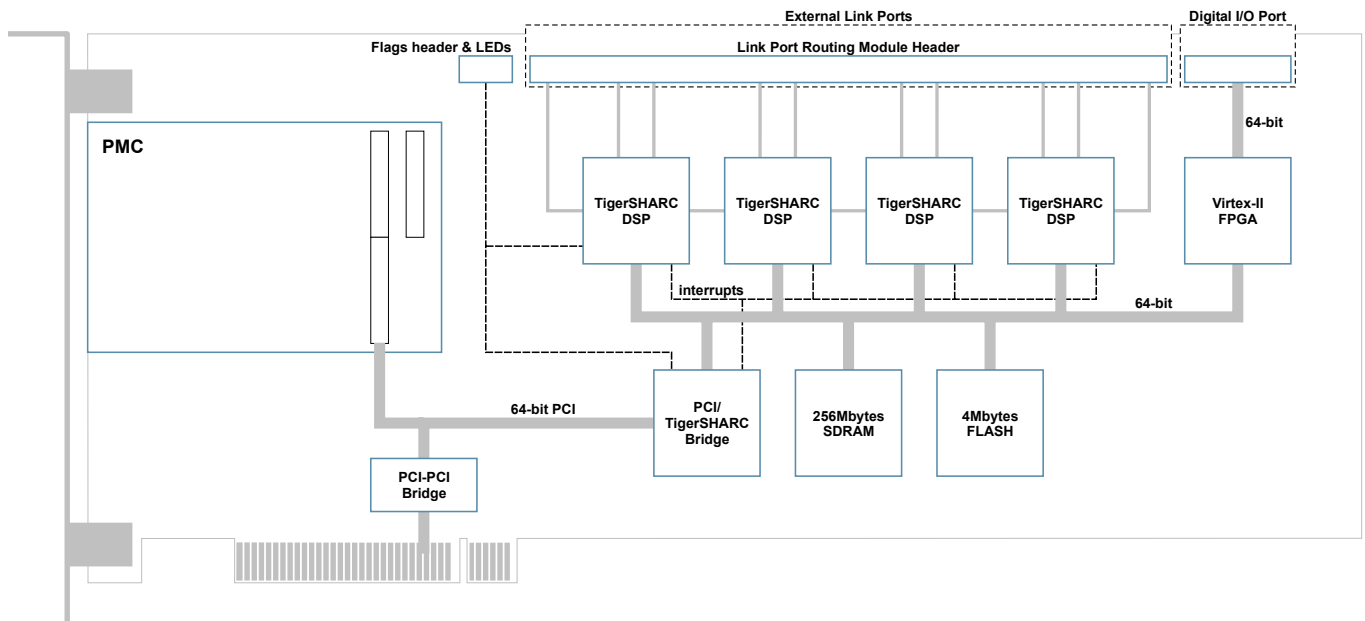 External Link Ports
Digital I/O Port
Flags header & LEDs
Link Port Routing Module Header
64-bit
PMC
TigerSHARC
DSP
TigerSHARC
DSP
TigerSHARC
DSP
TigerSHARC
DSP
Virtex-II
FPGA
interrupts
64-bit
64-bit PCI
PCI/
TigerSHARC
Bridge
256Mbytes
SDRAM
4Mbytes
FLASH
PCI-PCI
Bridge